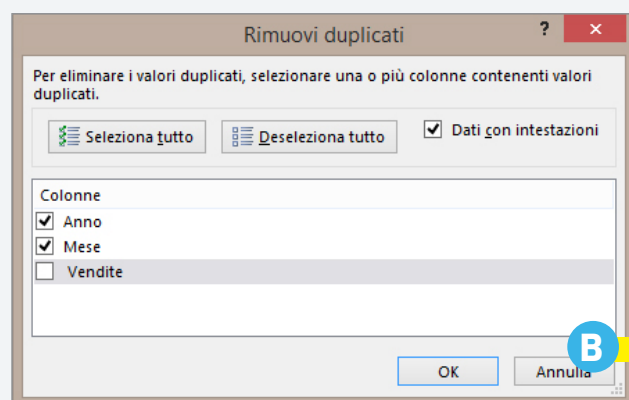 Rimuovi duplicati
?
×
Per eliminare i valori duplicati, selezionare una o più colonne contenenti valori
duplicati.
Seleziona tutto
Deseleziona tutto
Dati con intestazioni
Colonne
Anno
Mese
Vendite
B
OK
Annulla